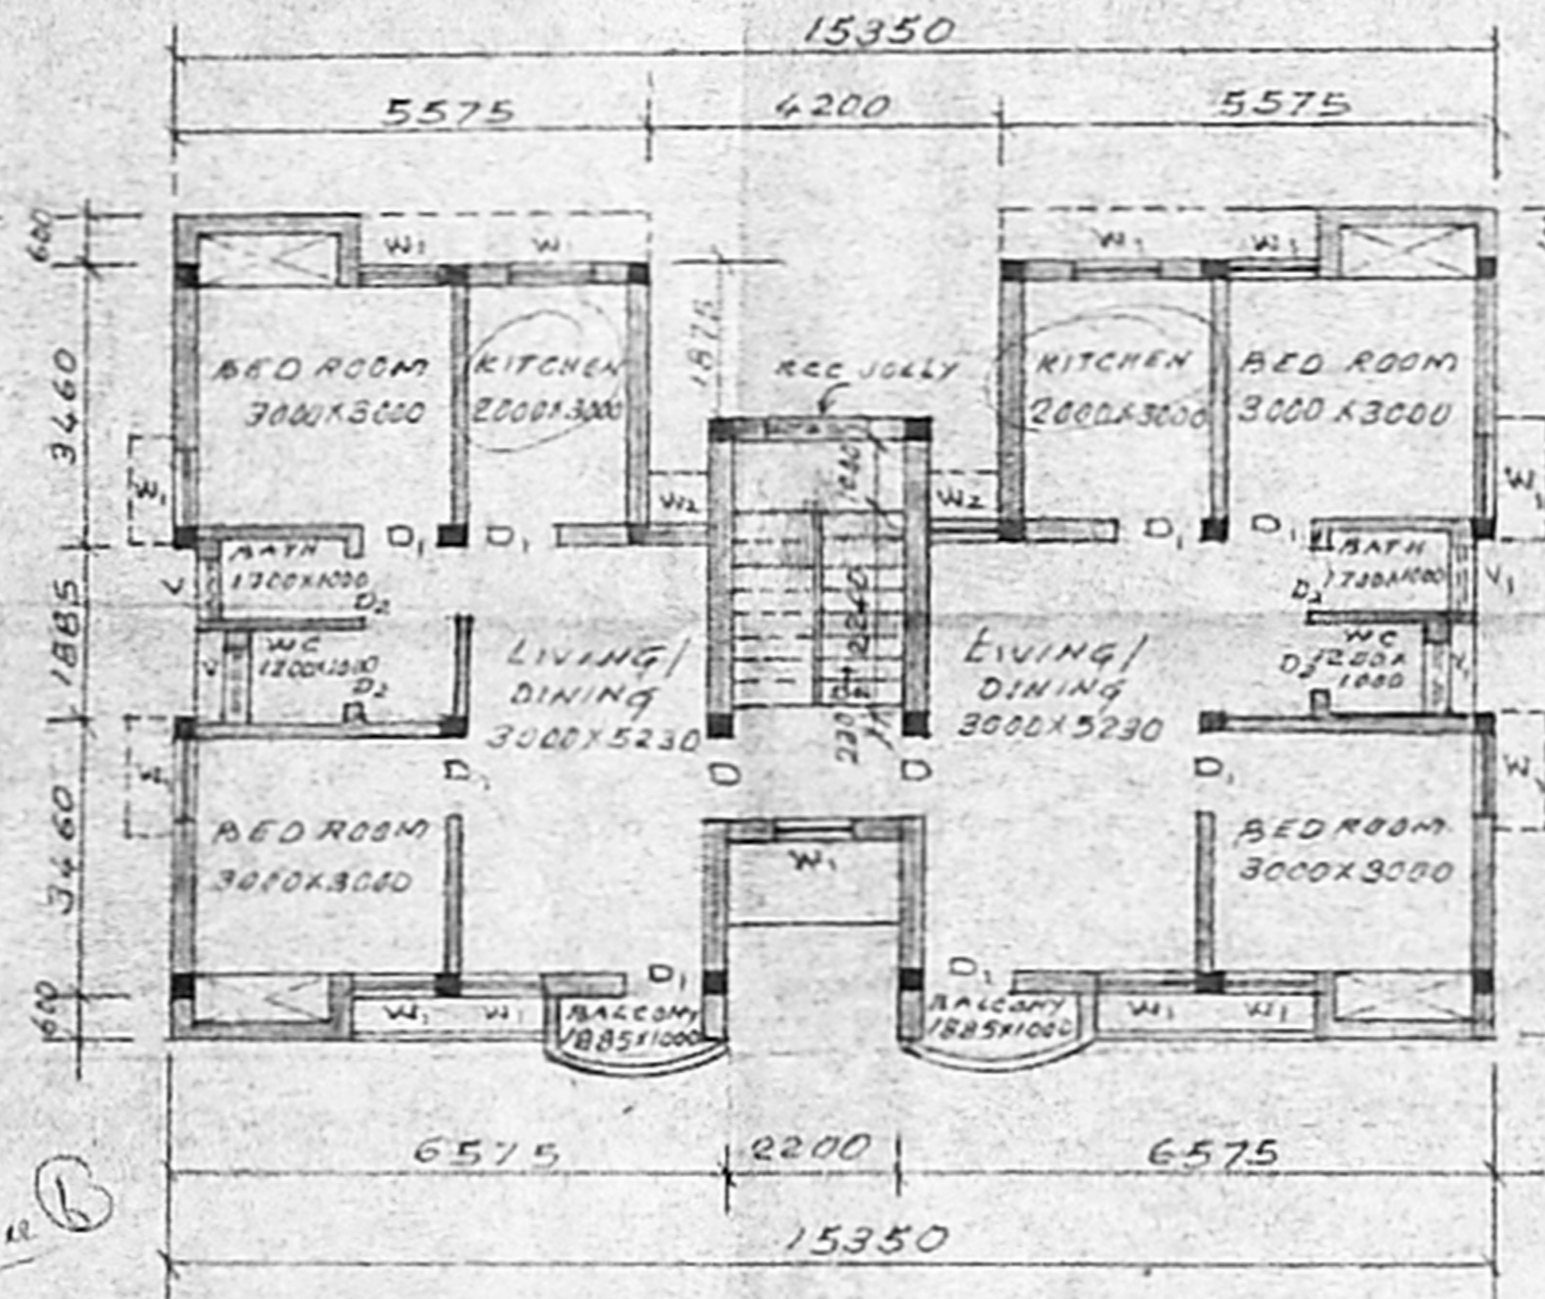 15350
5575 4200 5575
600
W1 W1 W1 W1
1875
3460
BED ROOM
3000X3000
KITCHEN
2000X3000
RCC JOLLY
KITCHEN
2000X3000
BED ROOM
3000X3000
W1 W2 W2 W1
1040
D1 D1 D1 D1
BATH
1700X1000
D2
V
BATH
1700X1000
D2
V1
1885
WC
1200X1000
D2
V
WC
1200X
1000
D2
LIVING/
DINING
3000X5230
2240
LIVING/
DINING
3000X5230
D1 D D D1
3460
BED ROOM
3000X3000
W1
BED ROOM
3000X3000
W1
600
D1 D1
W1 W1
BALCONY
1885X1000
BALCONY
1885X1000
W1 W1
6575 2200 6575
15350